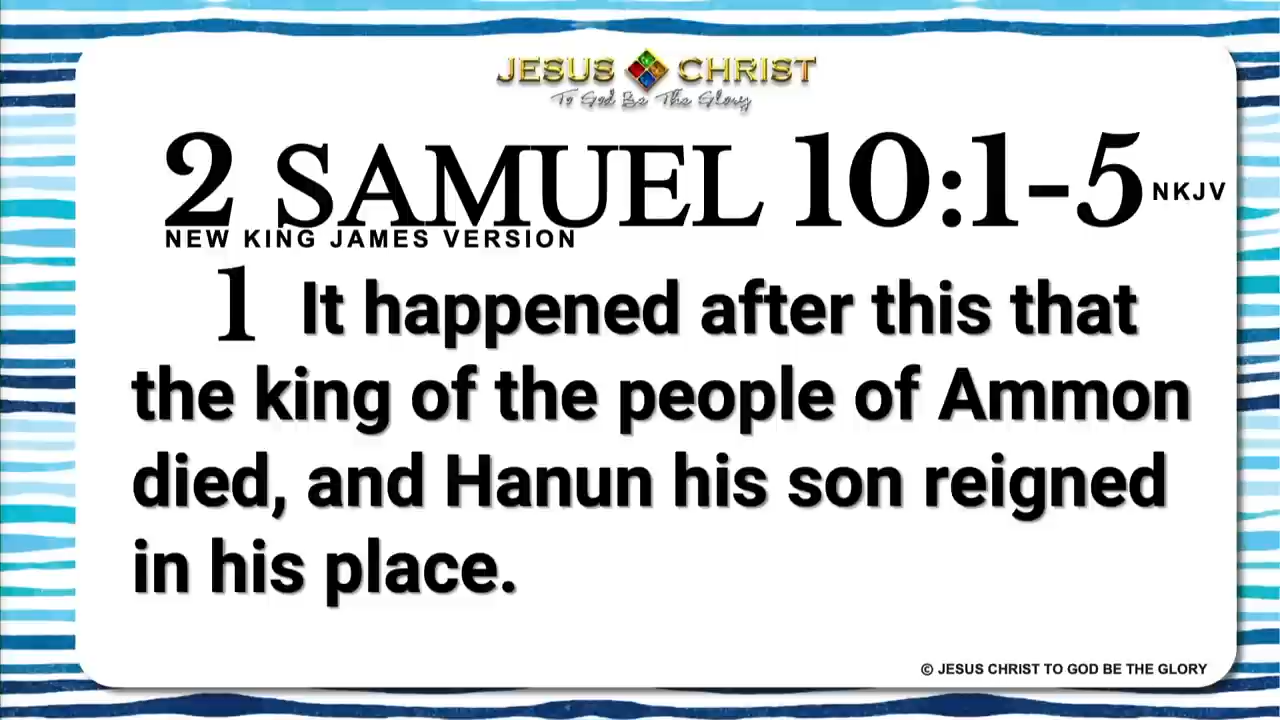 JESUS CHRIST
To God Be The Glory
2 SAMUEL 10:1-5 NKJV
NEW KING JAMES VERSION
1 It happened after this that
the king of the people of Ammon
died, and Hanun his son reigned
in his place.
© JESUS CHRIST TO GOD BE THE GLORY